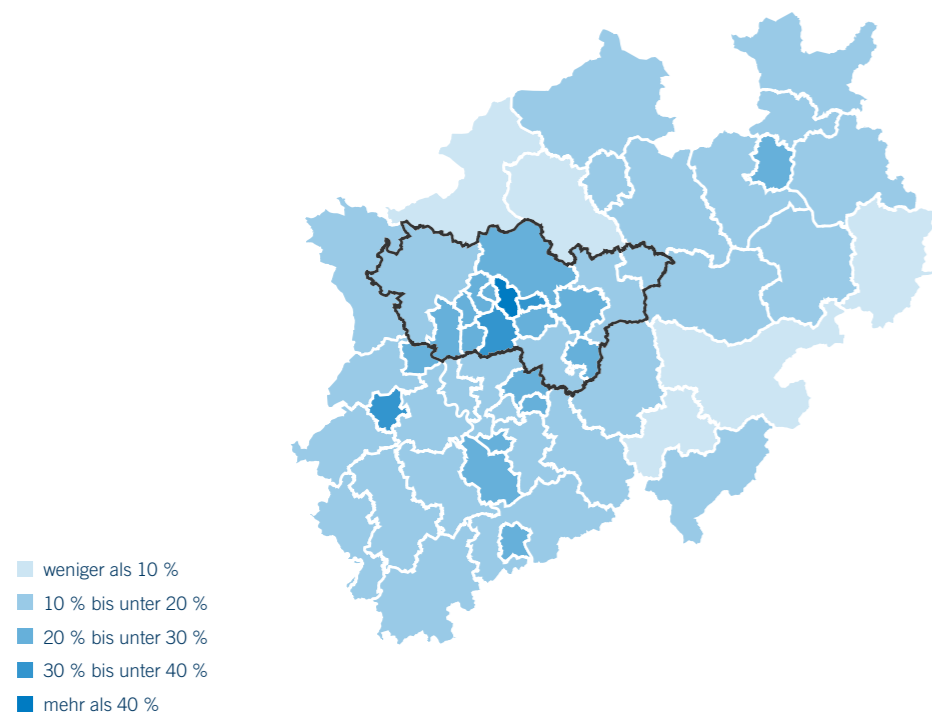 weniger als 10 %
10 % bis unter 20 %
20 % bis unter 30 %
30 % bis unter 40 %
mehr als 40 %